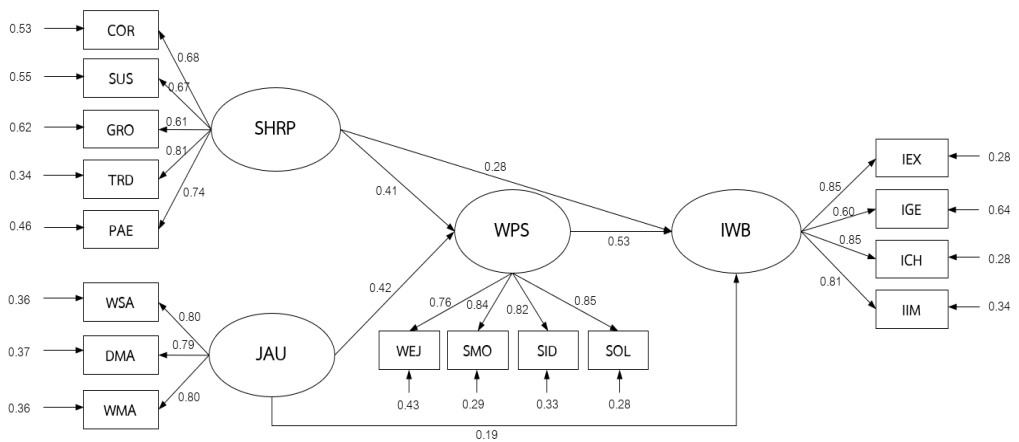 0.53 COR
0.68
0.55 SUS
0.67
0.62 GRO
0.61
0.34 TRD
0.81
0.46 PAE
0.74
SHRP
0.28
0.41
WPS
0.53
IWB
0.85
IEX 0.28
0.60
IGE 0.64
0.85
ICH 0.28
0.81
IIM 0.34
0.36 WSA
0.80
0.37 DMA
0.79
0.36 WMA
0.80
JAU
0.42
0.76 0.84 0.82 0.85
WEJ SMO SID SOL
0.43 0.29 0.33 0.28
0.19